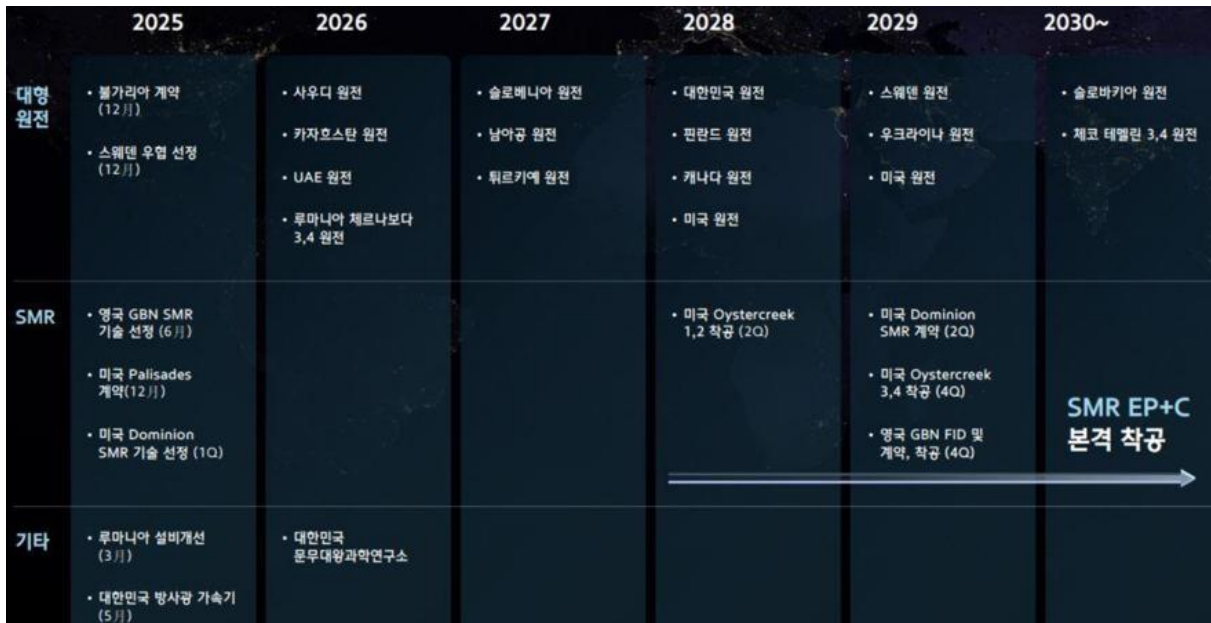 2025
2026
2027
2028
2029
2030~
대형
원전
• 불가리아 계약
(12月)
• 스웨덴 우협 선정
(12月)
• 사우디 원전
• 카자흐스탄 원전
• UAE 원전
• 루마니아 체르나보다
3,4 원전
• 슬로베니아 원전
• 남아공 원전
• 튀르키예 원전
• 대한민국 원전
• 핀란드 원전
• 캐나다 원전
• 미국 원전
• 스웨덴 원전
• 우크라이나 원전
• 미국 원전
• 슬로바키아 원전
• 체코 테멜린 3,4 원전
SMR
• 영국 GBN SMR
기술 선정 (6月)
• 미국 Palisades
계약(12月)
• 미국 Dominion
SMR 기술 선정 (1Q)
• 미국 Oystercreek
1,2 착공 (2Q)
• 미국 Dominion
SMR 계약 (2Q)
• 미국 Oystercreek
3,4 착공 (4Q)
• 영국 GBN FID 및
계약, 착공 (4Q)
SMR EP+C
본격 착공
기타
• 루마니아 설비개선
(3月)
• 대한민국 방사광 가속기
(5月)
• 대한민국
문무대왕과학연구소